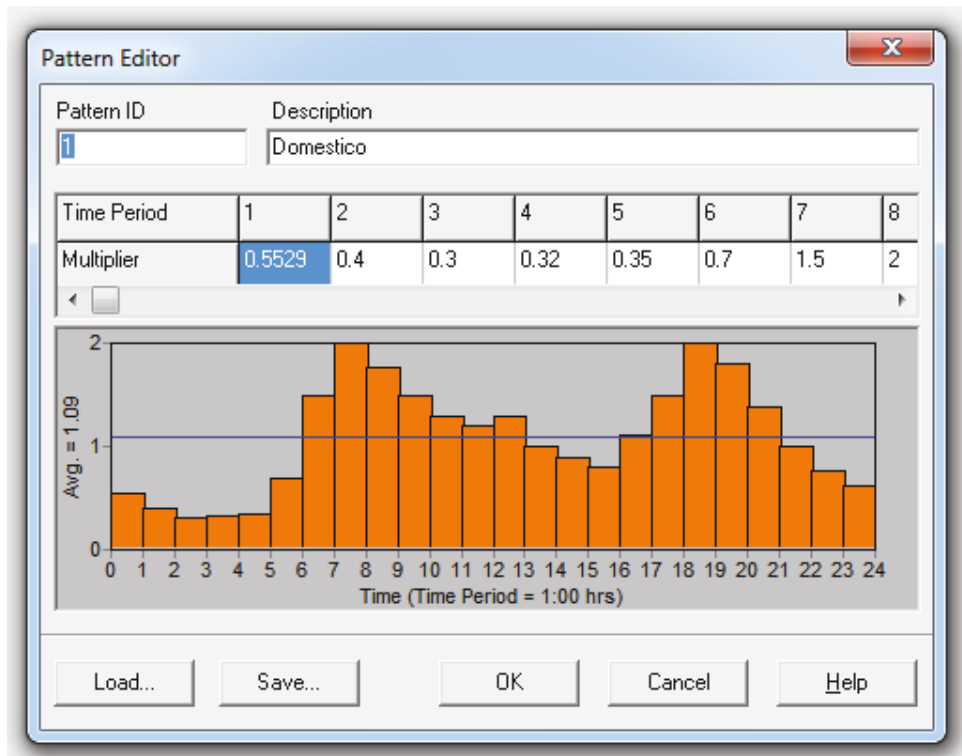 Pattern Editor
Pattern ID Description
1 Domestico
Time Period 1 2 3 4 5 6 7 8
Multiplier 0.5529 0.4 0.3 0.32 0.35 0.7 1.5 2
2
1
0
Avg. = 1.09
0 1 2 3 4 5 6 7 8 9 10 11 12 13 14 15 16 17 18 19 20 21 22 23 24
Time (Time Period = 1:00 hrs)
Load... Save... OK Cancel Help